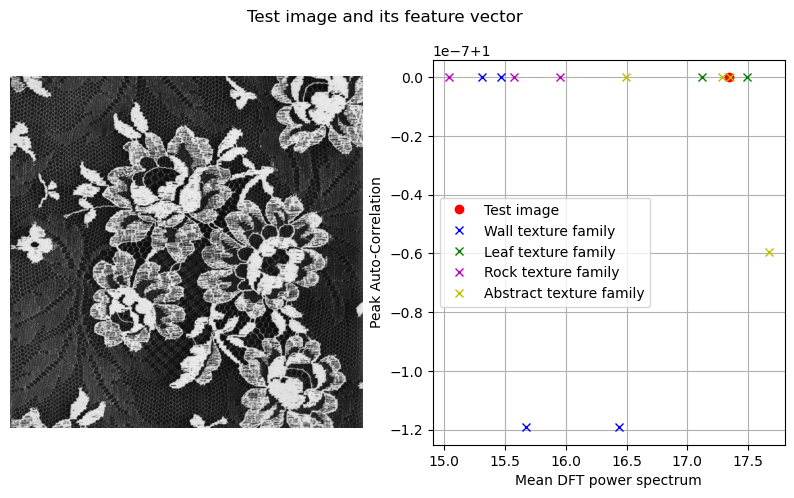 Test image and its feature vector
1e−7+1
0.0
−0.2
−0.4
−0.6
−0.8
−1.0
−1.2
Peak Auto-Correlation
Test image
Wall texture family
Leaf texture family
Rock texture family
Abstract texture family
15.0 15.5 16.0 16.5 17.0 17.5
Mean DFT power spectrum